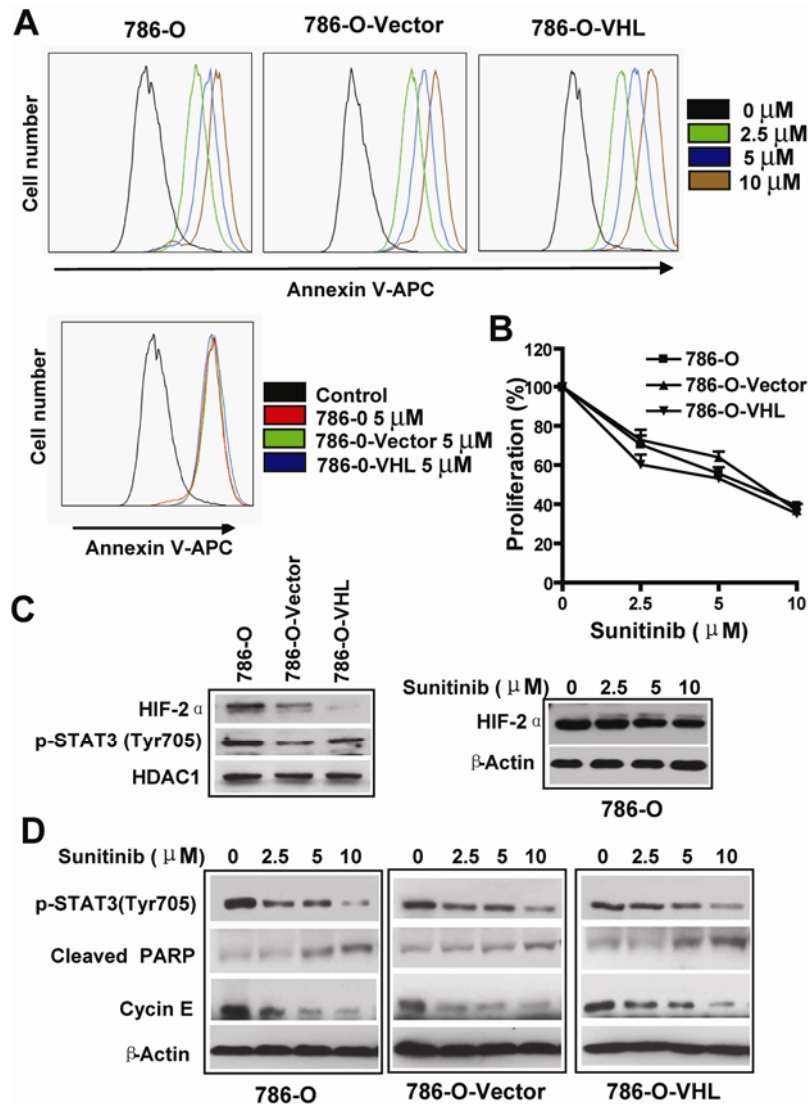 A
786-O
786-O-Vector
786-O-VHL
Cell number
0 μM
2.5 μM
5 μM
10 μM
Annexin V-APC
Cell number
Control
786-0 5 μM
786-0-Vector 5 μM
786-0-VHL 5 μM
Annexin V-APC
B
Proliferation (%)
120
100
80
60
40
20
0
786-O
786-O-Vector
786-O-VHL
0 2.5 5 10
Sunitinib ( μM)
C
786-O
786-O-Vector
786-O-VHL
HIF-2 α
p-STAT3 (Tyr705)
HDAC1
Sunitinib ( μM) 0 2.5 5 10
HIF-2 α
β-Actin
786-O
D
Sunitinib ( μM) 0 2.5 5 10 0 2.5 5 10 0 2.5 5 10
p-STAT3(Tyr705)
Cleaved PARP
Cycin E
β-Actin
786-O
786-O-Vector
786-O-VHL